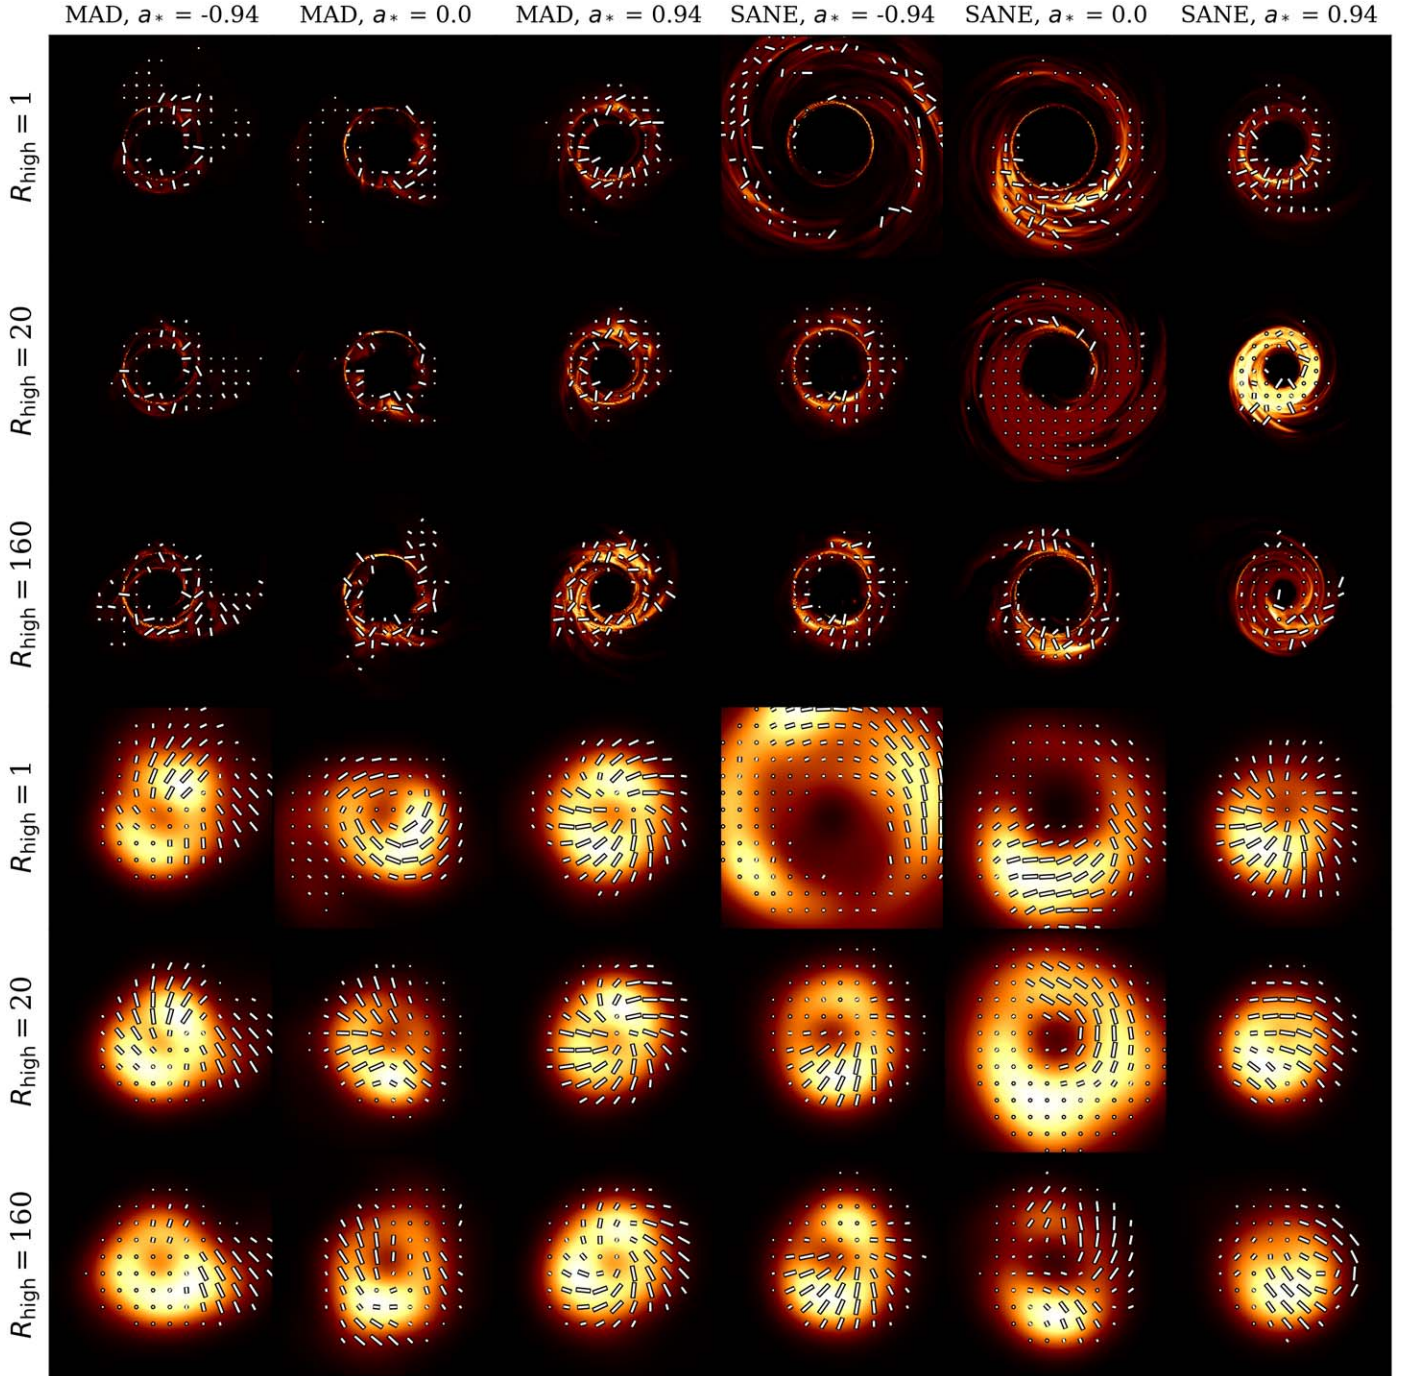 MAD, a* = -0.94
MAD, a* = 0.0
MAD, a* = 0.94
SANE, a* = -0.94
SANE, a* = 0.0
SANE, a* = 0.94
Rhigh = 1
Rhigh = 20
Rhigh = 160
Rhigh = 1
Rhigh = 20
Rhigh = 160